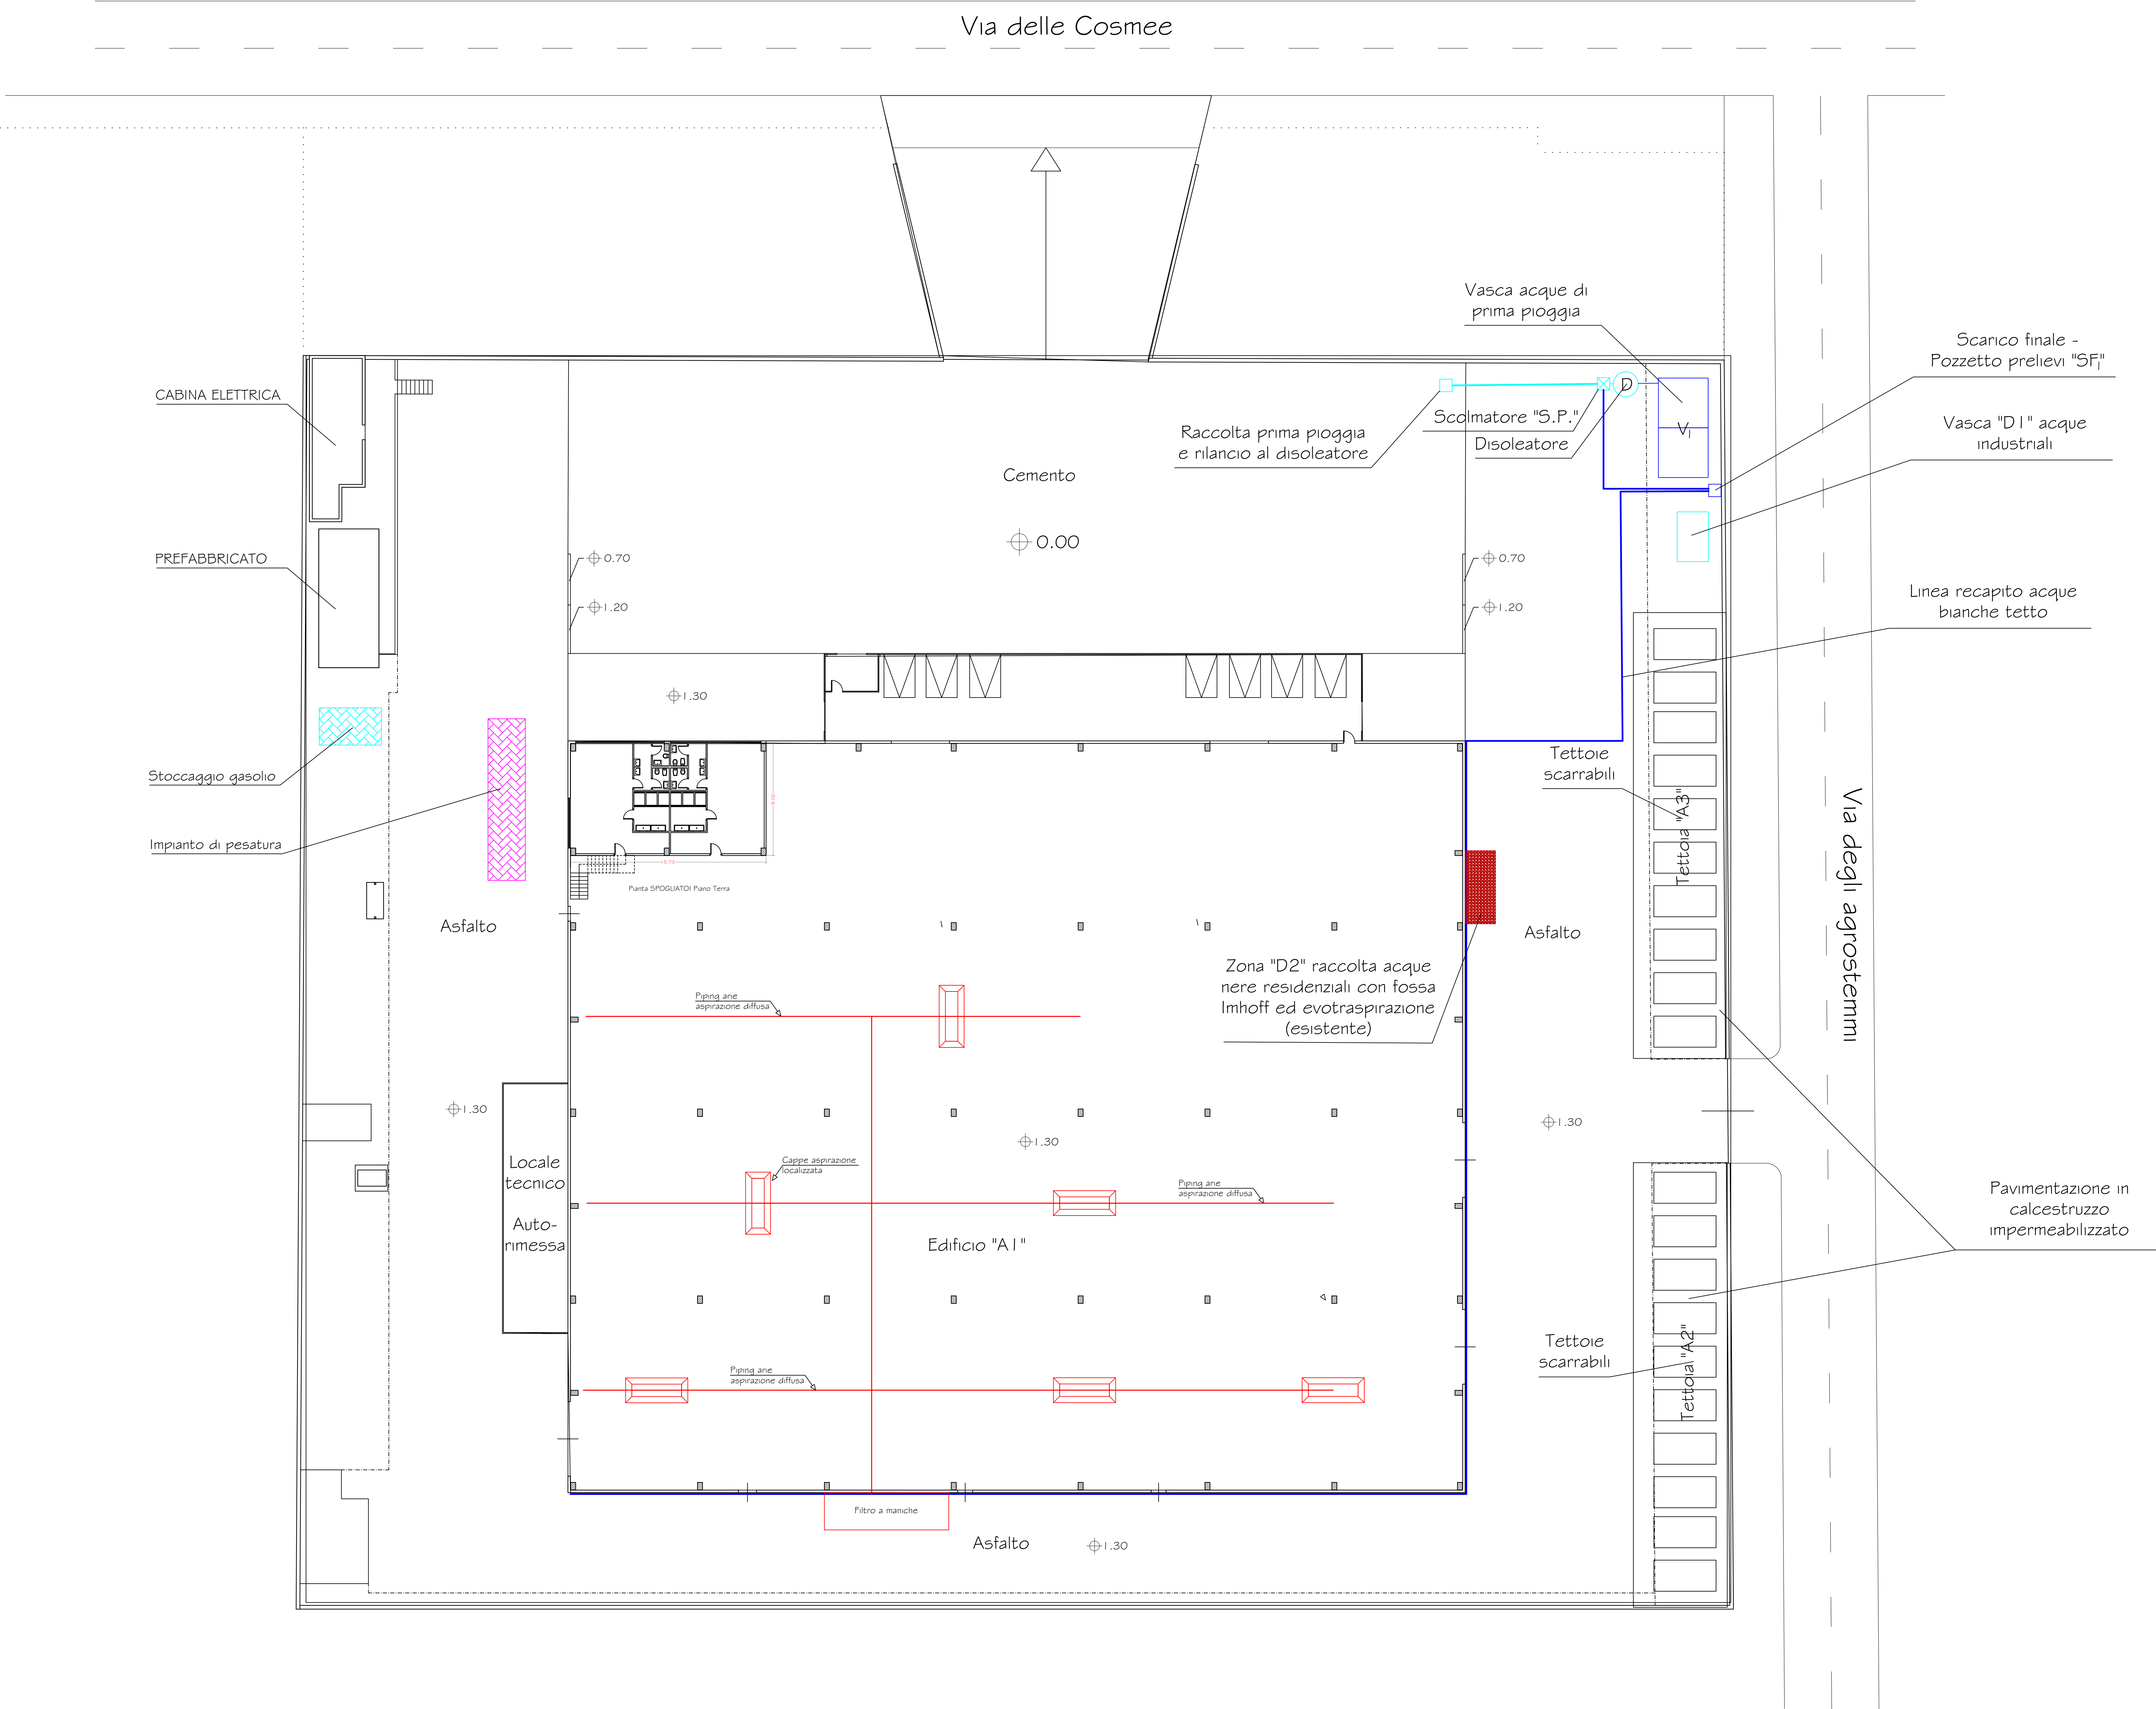 Via delle Cosmee
Vasca acque di
prima pioggia
Scarico finale -
Pozzetto prelievi "SF|"
CABINA ELETTRICA
D
Scolmatore "S.P."
Vasca "D1" acque
industriali
V|
Raccolta prima pioggia
e rilancio al disoleatore
Disoleatore
Cemento
0.00
PREFABBRICATO
0.70
0.70
1.20
1.20
Linea recapito acque
bianche tetto
1.30
Stoccaggio gasolio
Tettoie
scarrabili
Tettoia "A3"
Via degli agrostemmi
Impianto di pesatura
15.75
Pianta SPOGLIATOI Piano Terra
Asfalto
Asfalto
Zona "D2" raccolta acque
nere residenziali con fossa
Imhoff ed evotraspirazione
(esistente)
Piping arie
aspirazione diffusa
1.30
1.30
1.30
Locale
tecnico
Auto-
rimessa
Cappe aspirazione
localizzata
Piping arie
aspirazione diffusa
Edificio "A1"
Pavimentazione in
calcestruzzo
impermeabilizzato
Tettoie
scarrabili
Tettoia "A2"
Piping arie
aspirazione diffusa
Filtro a maniche
Asfalto
1.30